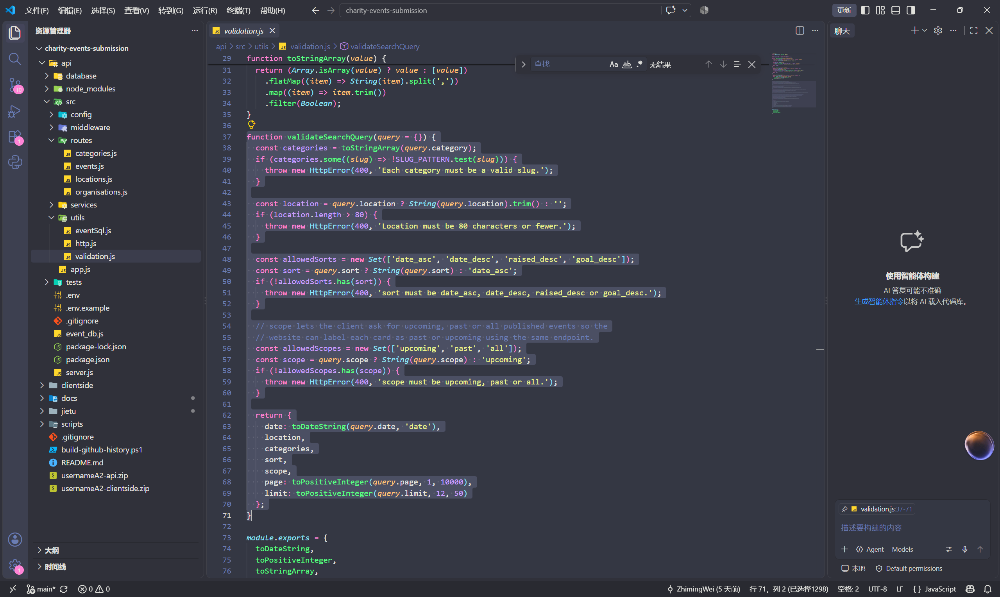 文件(F) 编辑(E) 选择(S) 查看(V) 转到(G) 运行(R) 终端(T) 帮助(H) charity-events-submission 更新
资源管理器
charity-events-submission
api
database
node_modules
src
config
middleware
routes
categories.js
events.js
locations.js
organisations.js
services
utils
eventSql.js
http.js
validation.js
app.js
tests
.env
.env.example
.gitignore
event_db.js
package-lock.json
package.json
server.js
clientside
docs
jietu
scripts
.gitignore
build-github-history.ps1
README.md
usernameA2-api.zip
usernameA2-clientside.zip
大纲
时间线
10
1
1
validation.js
api > src > utils > validation.js > validateSearchQuery
查找 Aa ab .* 无结果
29 function toStringArray(value) {
31   return (Array.isArray(value) ? value : [value])
32     .flatMap((item) => String(item).split(','))
33     .map((item) => item.trim())
34     .filter(Boolean);
35 }
36
37 function validateSearchQuery(query = {}) {
38   const categories = toStringArray(query.category);
39   if (categories.some((slug) => !SLUG_PATTERN.test(slug))) {
40     throw new HttpError(400, 'Each category must be a valid slug.');
41   }
42
43   const location = query.location ? String(query.location).trim() : '';
44   if (location.length > 80) {
45     throw new HttpError(400, 'Location must be 80 characters or fewer.');
46   }
47
48   const allowedSorts = new Set(['date_asc', 'date_desc', 'raised_desc', 'goal_desc']);
49   const sort = query.sort ? String(query.sort) : 'date_asc';
50   if (!allowedSorts.has(sort)) {
51     throw new HttpError(400, 'sort must be date_asc, date_desc, raised_desc or goal_desc.');
52   }
53
54   // scope lets the client ask for upcoming, past or all published events so the
55   // website can label each card as past or upcoming using the same endpoint.
56   const allowedScopes = new Set(['upcoming', 'past', 'all']);
57   const scope = query.scope ? String(query.scope) : 'upcoming';
58   if (!allowedScopes.has(scope)) {
59     throw new HttpError(400, 'scope must be upcoming, past or all.');
60   }
61
62   return {
63     date: toDateString(query.date, 'date'),
64     location,
65     categories,
66     sort,
67     scope,
68     page: toPositiveInteger(query.page, 1, 10000),
69     limit: toPositiveInteger(query.limit, 12, 50)
70   };
71 }
72
73 module.exports = {
74   toDateString,
75   toPositiveInteger,
76   toStringArray,
聊天
使用智能体构建
AI 答复可能不准确
生成智能体指令以将 AI 载入代码库。
validation.js:37-71
描述要构建的内容
Agent Models
本地 Default permissions
main* 0 0 ZhimingWei (5 天前) 行 71，列 2 (已选择1298) 空格: 2 UTF-8 LF { } JavaScript